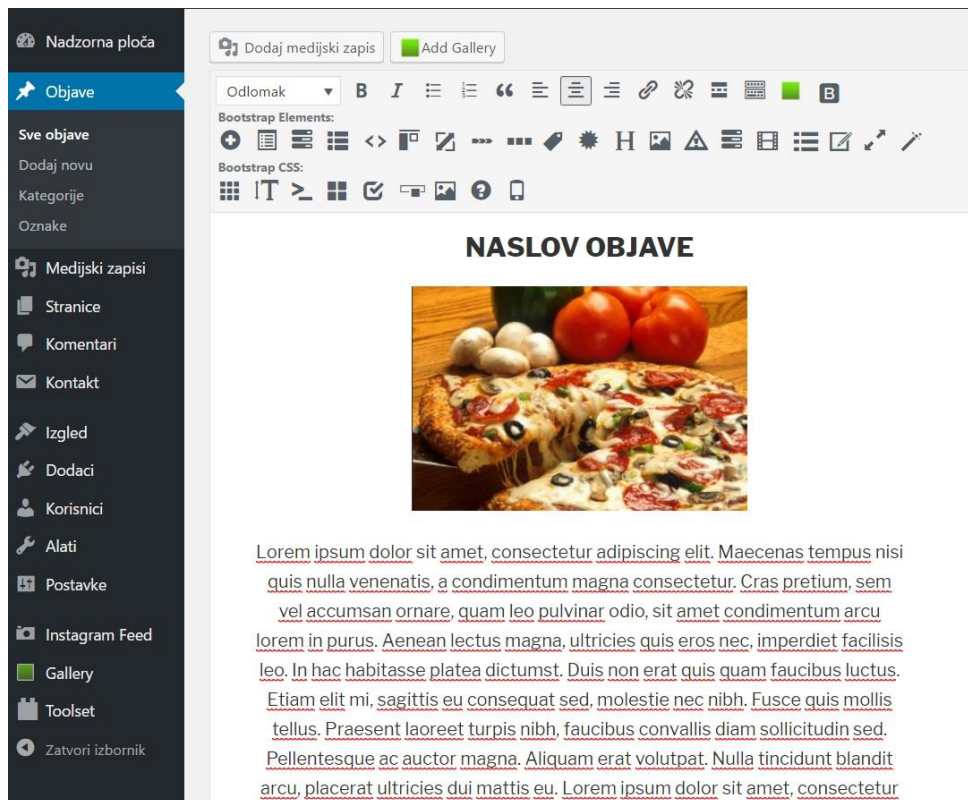 Nadzorna ploča
Objave
Sve objave
Dodaj novu
Kategorije
Oznake
Medijski zapisi
Stranice
Komentari
Kontakt
Izgled
Dodaci
Korisnici
Alati
Postavke
Instagram Feed
Gallery
Toolset
Zatvori izbornik
Dodaj medijski zapis
Add Gallery
Odlomak
Bootstrap Elements:
Bootstrap CSS:
NASLOV OBJAVE
Lorem ipsum dolor sit amet, consectetur adipiscing elit. Maecenas tempus nisi
quis nulla venenatis, a condimentum magna consectetur. Cras pretium, sem
vel accumsan ornare, quam leo pulvinar odio, sit amet condimentum arcu
lorem in purus. Aenean lectus magna, ultricies quis eros nec, imperdiet facilisis
leo. In hac habitasse platea dictumst. Duis non erat quis quam faucibus luctus.
Etiam elit mi, sagittis eu consequat sed, molestie nec nibh. Fusce quis mollis
tellus. Praesent laoreet turpis nibh, faucibus convallis diam sollicitudin sed.
Pellentesque ac auctor magna. Aliquam erat volutpat. Nulla tincidunt blandit
arcu, placerat ultricies dui mattis eu. Lorem ipsum dolor sit amet, consectetur